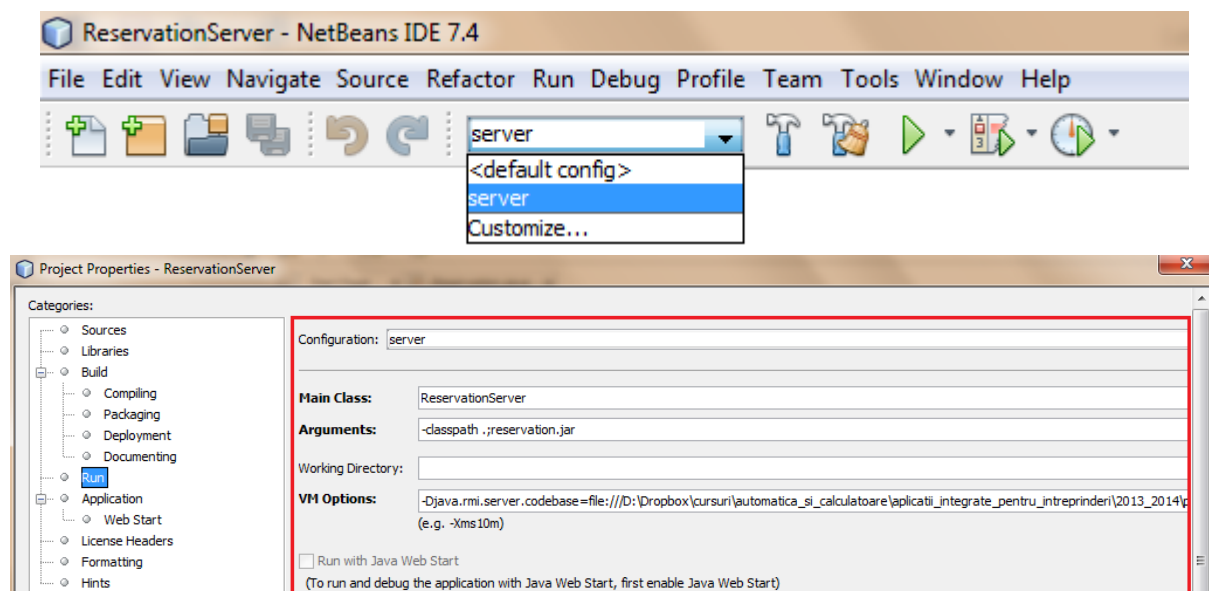 ReservationServer - NetBeans IDE 7.4
File Edit View Navigate Source Refactor Run Debug Profile Team Tools Window Help
server
<default config>
server
Customize...
Project Properties - ReservationServer
Categories:
Sources
Libraries
Build
Compiling
Packaging
Deployment
Documenting
Run
Application
Web Start
License Headers
Formatting
Hints
Configuration: server
Main Class: ReservationServer
Arguments: -classpath .;reservation.jar
Working Directory:
VM Options: -Djava.rmi.server.codebase=file:///D:\Dropbox\cursuri\automatica_si_calculatoare\aplicatii_integrate_pentru_intreprinderi\2013_2014\p
(e.g. -Xms10m)
Run with Java Web Start
(To run and debug the application with Java Web Start, first enable Java Web Start)